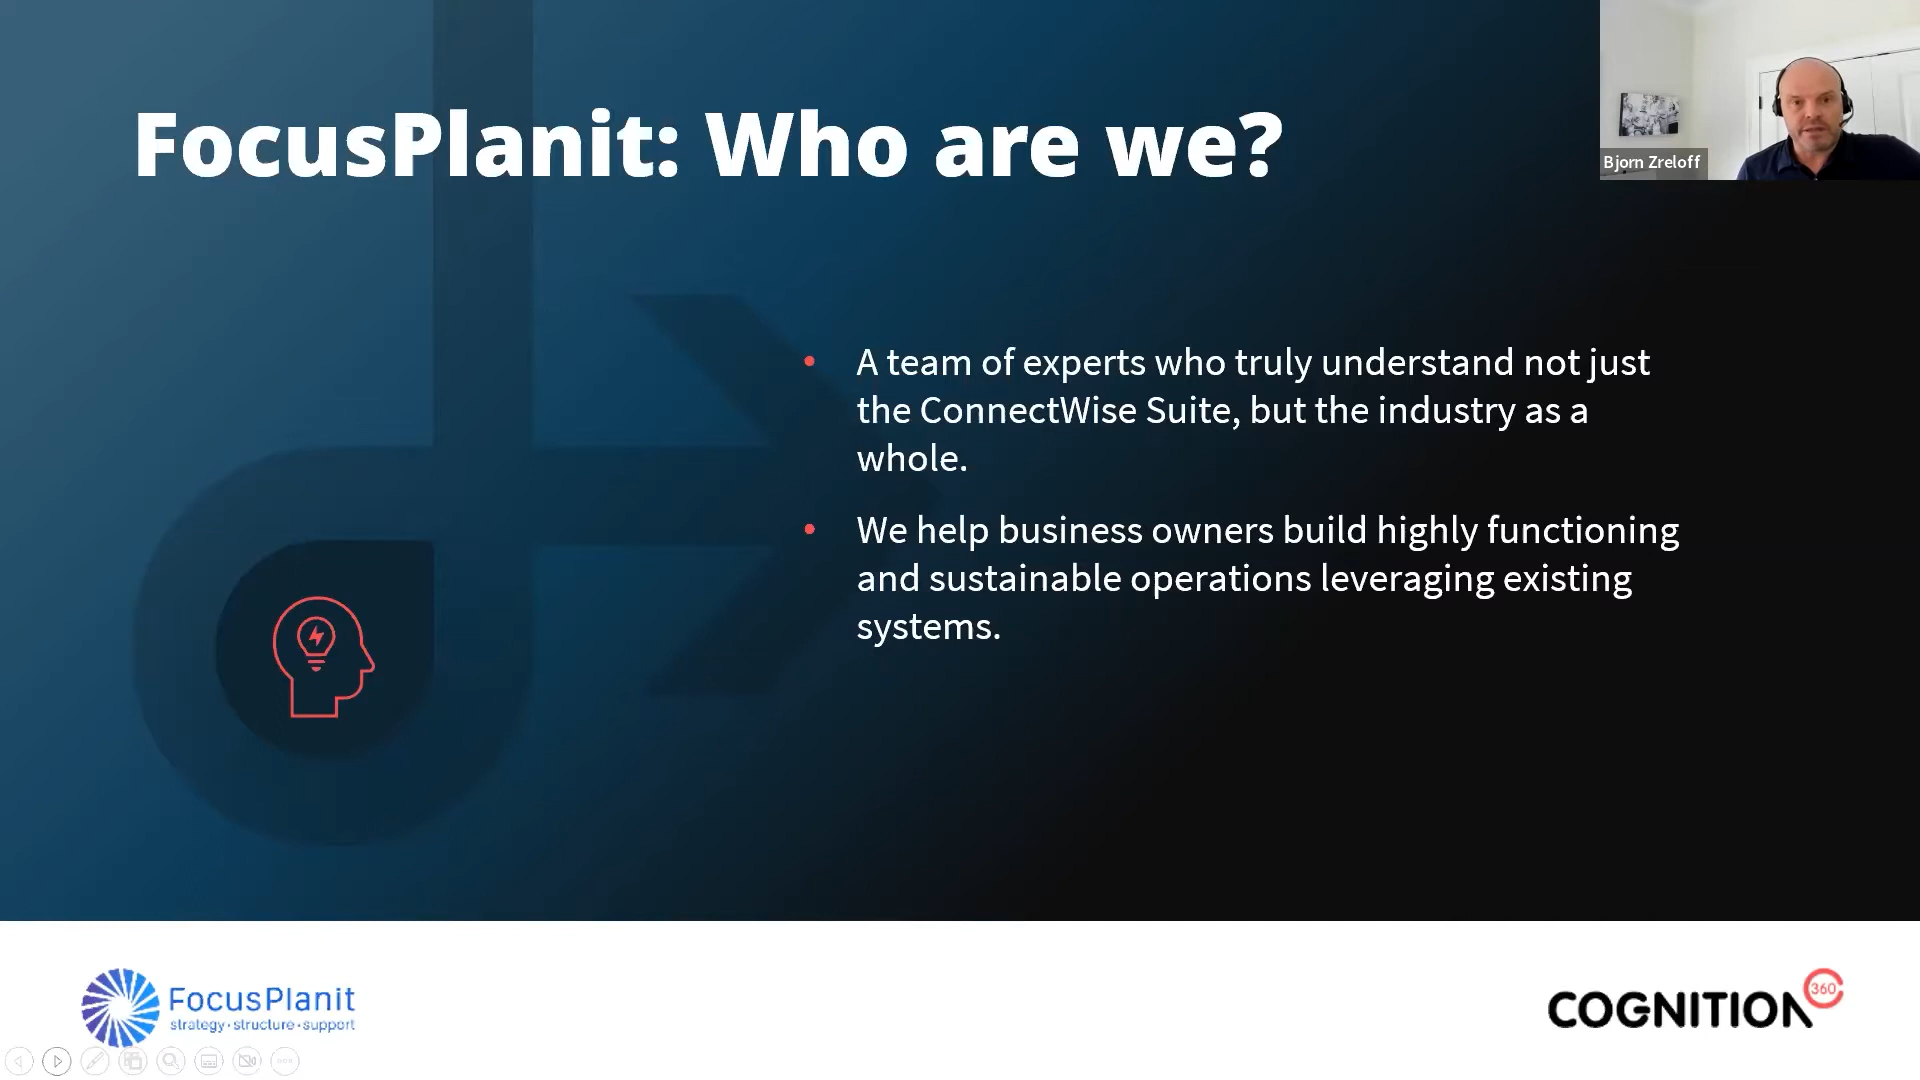 FocusPlanit: Who are we?
Bjorn Zreloff
• A team of experts who truly understand not just
the ConnectWise Suite, but the industry as a
whole.
• We help business owners build highly functioning
and sustainable operations leveraging existing
systems.
FocusPlanit
strategy·structure·support
COGNITION 360